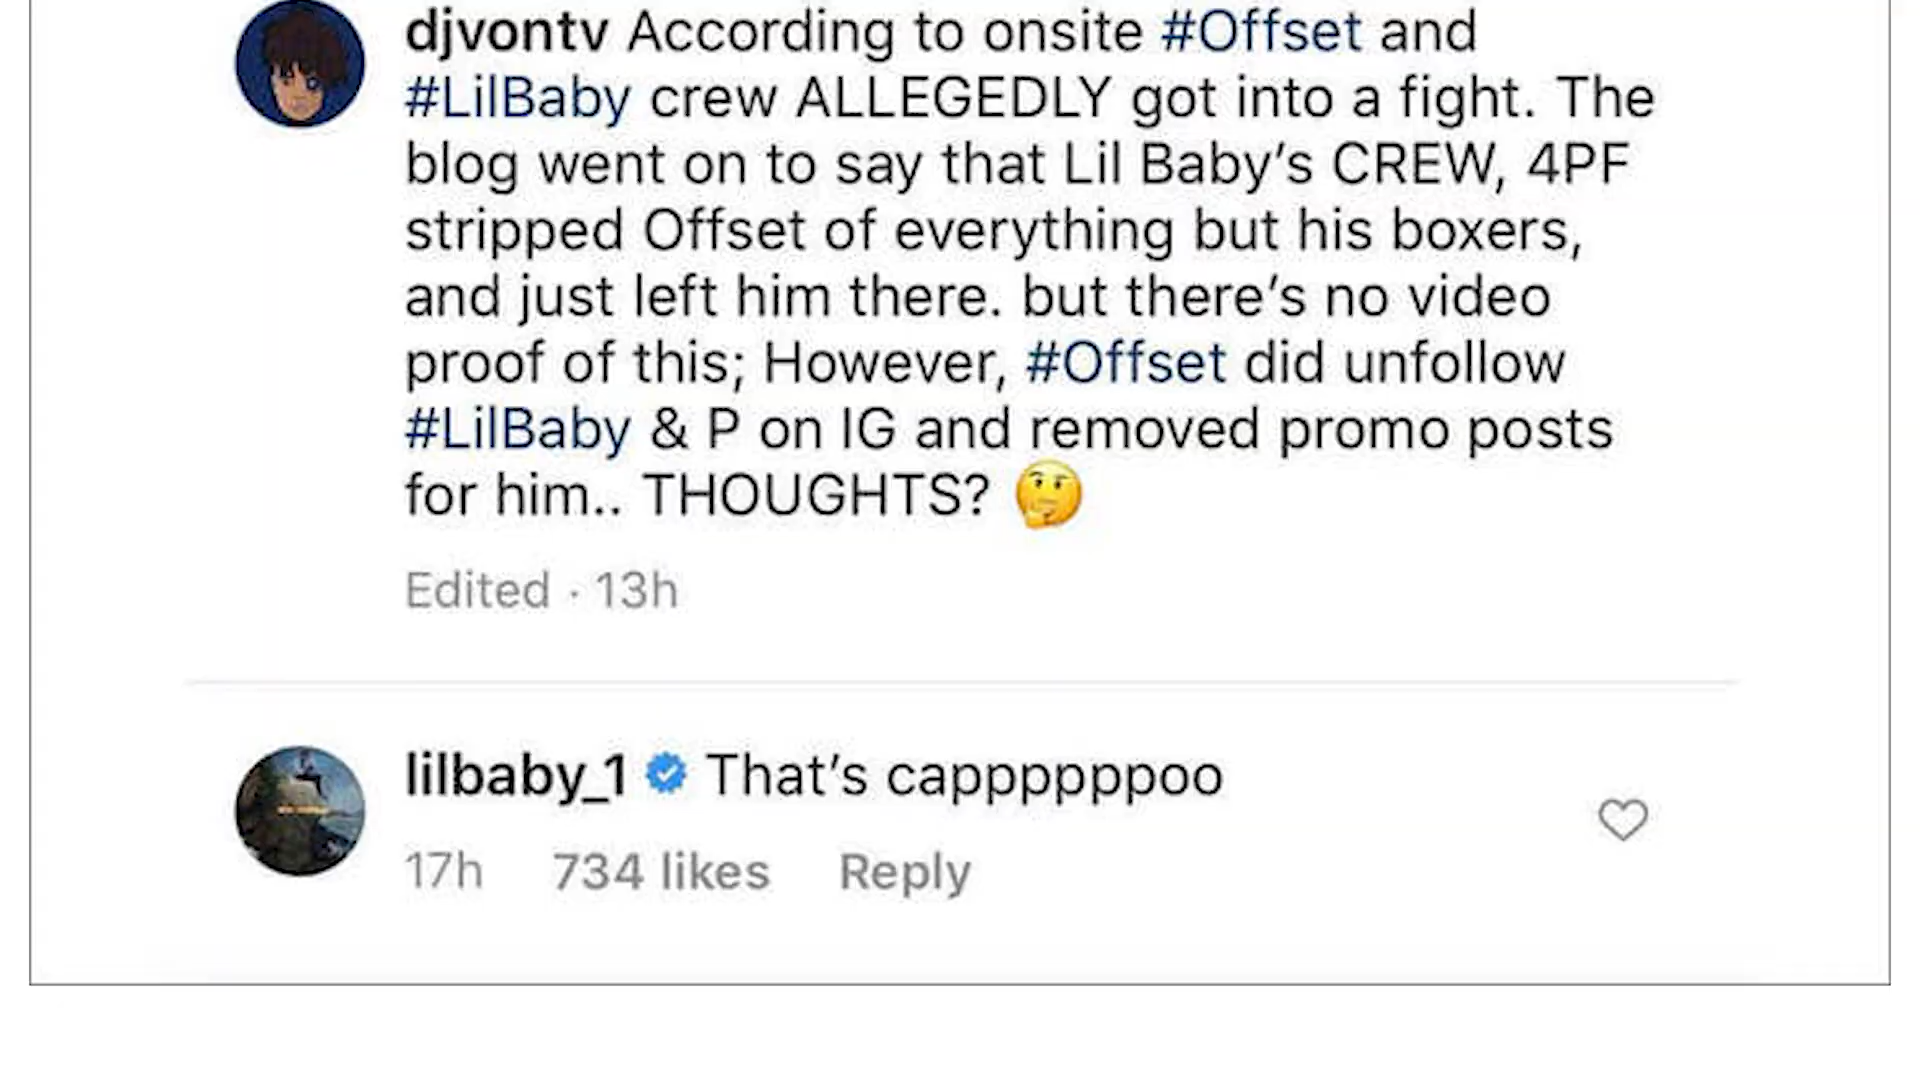 djvontv According to onsite #Offset and
#LilBaby crew ALLEGEDLY got into a fight. The
blog went on to say that Lil Baby’s CREW, 4PF
stripped Offset of everything but his boxers,
and just left him there. but there’s no video
proof of this; However, #Offset did unfollow
#LilBaby & P on IG and removed promo posts
for him.. THOUGHTS? 🤔
Edited · 13h
lilbaby_1 That’s capppppppoo
17h 734 likes Reply